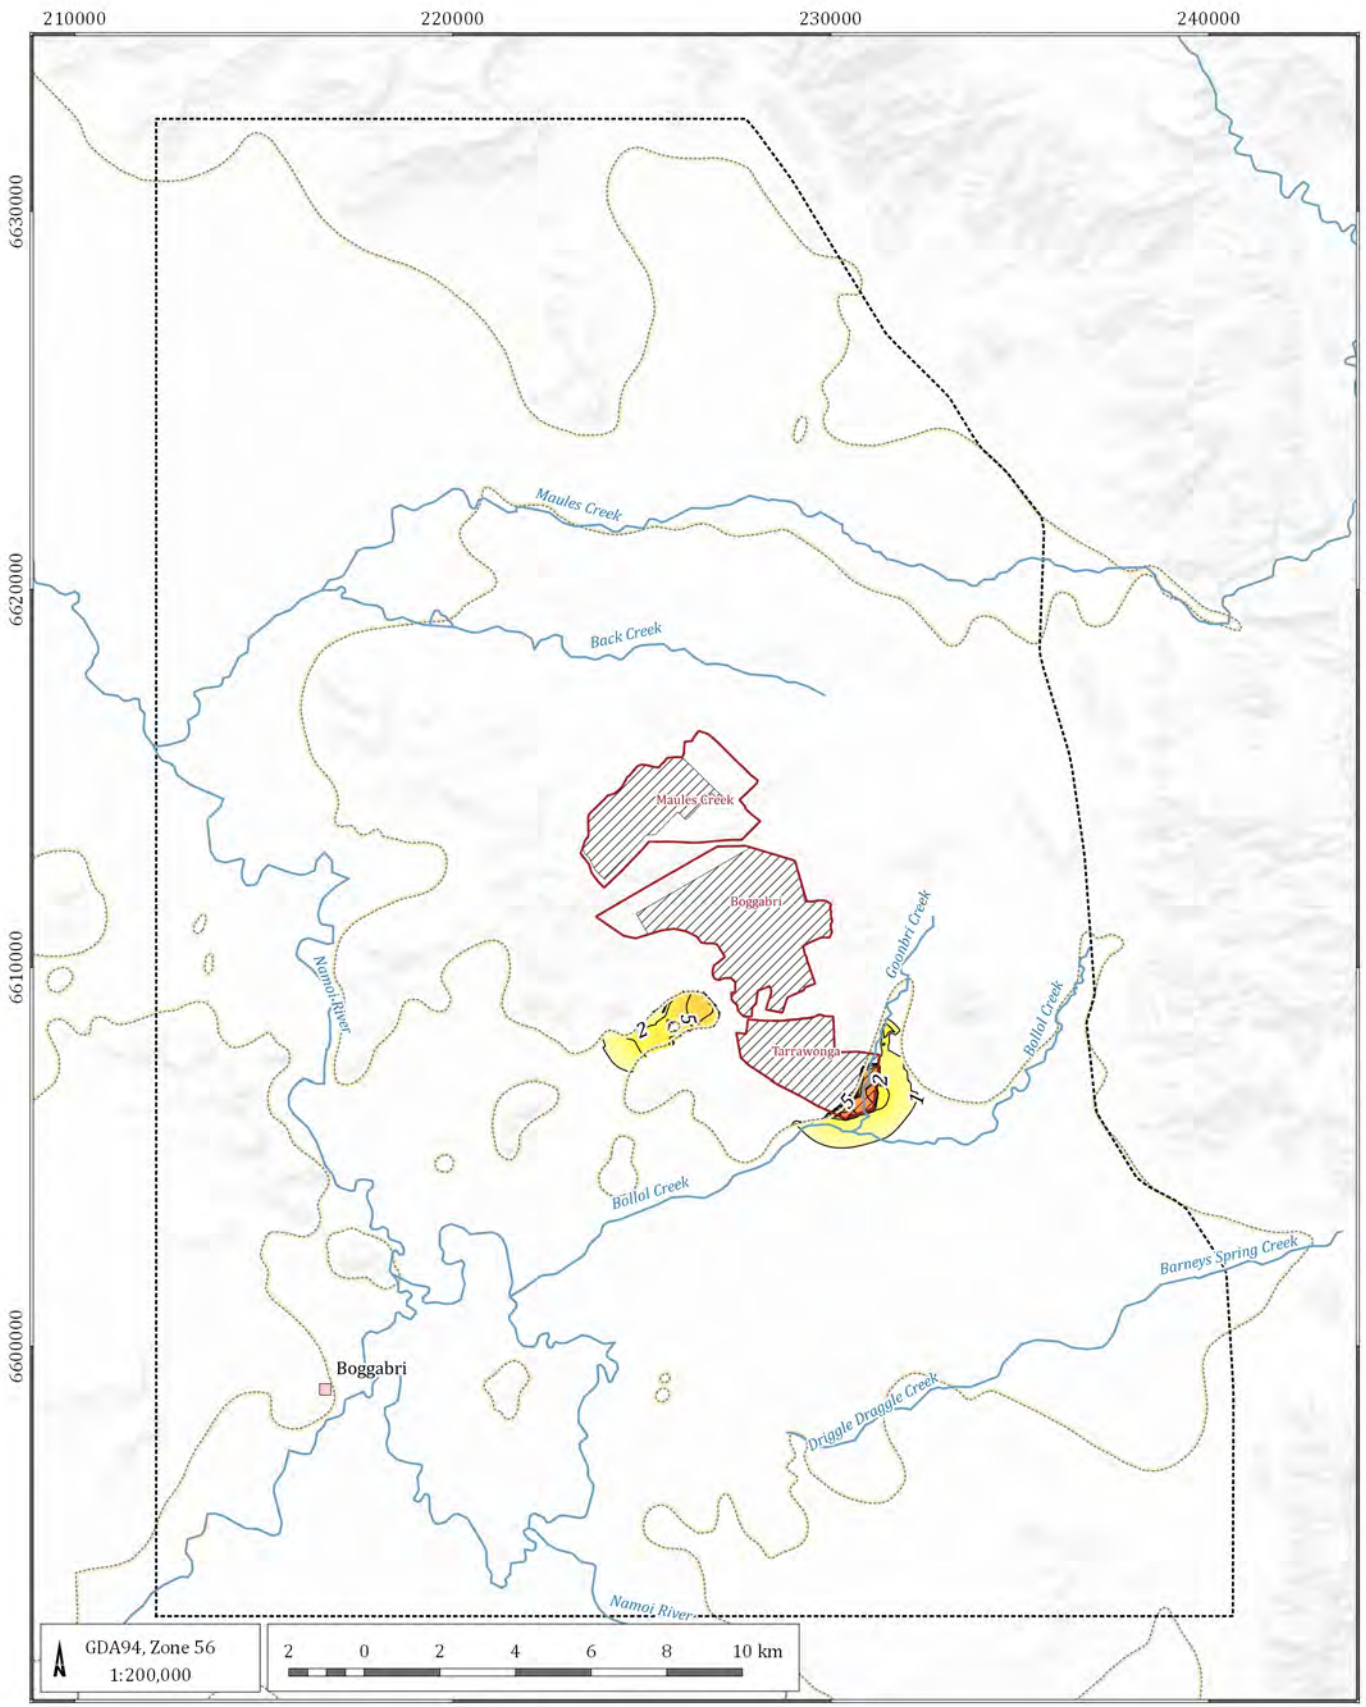 210000
220000
230000
240000
6630000
6620000
6610000
6600000
Maules Creek
Back Creek
Maules Creek
Boggabri
Goonbri Creek
Namoi River
Bollol Creek
2
5
Tarrawonga
2
5
1
Bollol Creek
Barneys Spring Creek
Boggabri
Driggle Draggle Creek
Namoi River
GDA94, Zone 56
1:200,000
2 0 2 4 6 8 10 km